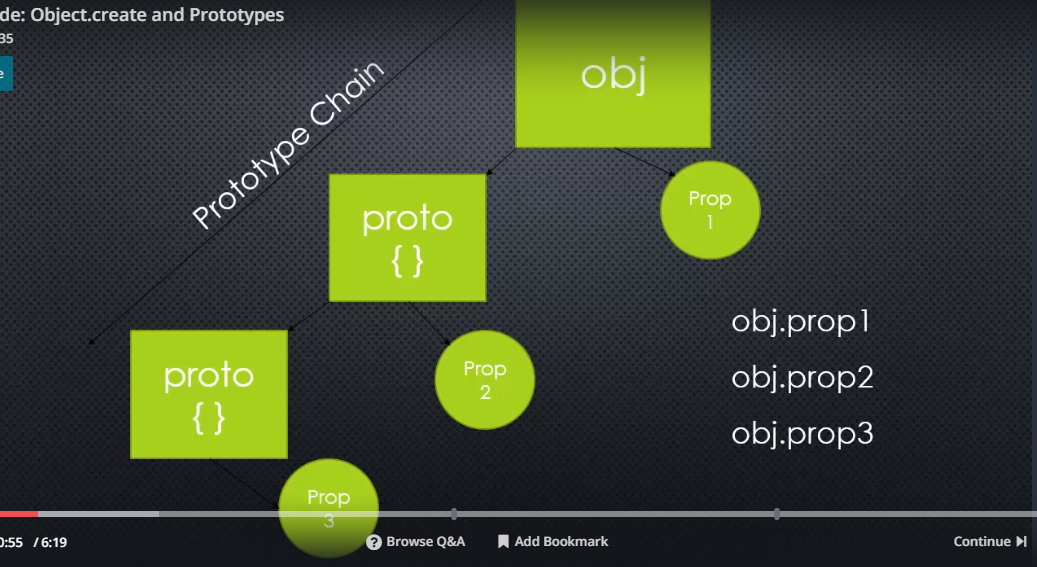 de: Object.create and Prototypes
35
e
Prototype Chain
obj
Prop
1
proto
{ }
Prop
2
proto
{ }
Prop
3
obj.prop1
obj.prop2
obj.prop3
0:55 / 6:19
Browse Q&A
Add Bookmark
Continue